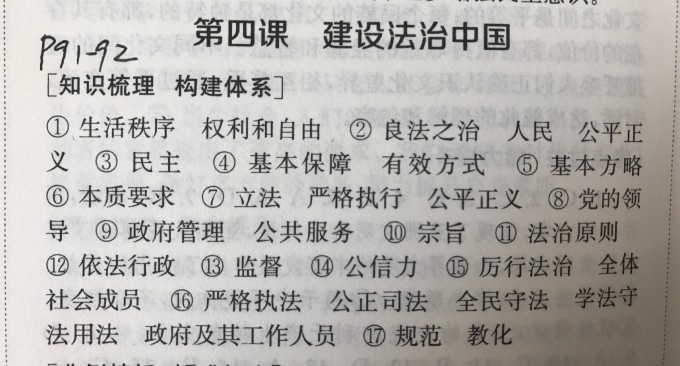 第四课 建设法治中国
P91-92
[知识梳理 构建体系]
① 生活秩序 权利和自由 ② 良法之治 人民 公平正
义 ③ 民主 ④ 基本保障 有效方式 ⑤ 基本方略
⑥ 本质要求 ⑦ 立法 严格执行 公平正义 ⑧ 党的领
导 ⑨ 政府管理 公共服务 ⑩ 宗旨 ⑪ 法治原则
⑫ 依法行政 ⑬ 监督 ⑭ 公信力 ⑮ 厉行法治 全体
社会成员 ⑯ 严格执法 公正司法 全民守法 学法守
法用法 政府及其工作人员 ⑰ 规范 教化